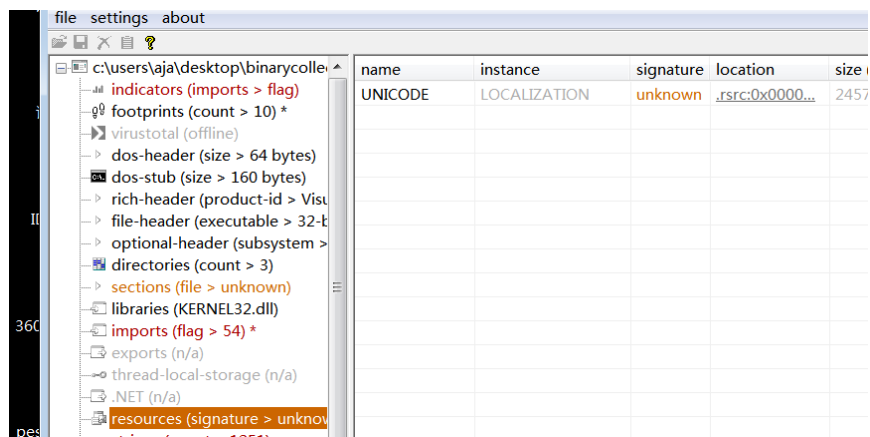 file settings about
c:\users\aja\desktop\binarycolle
indicators (imports > flag)
footprints (count > 10) *
virustotal (offline)
dos-header (size > 64 bytes)
dos-stub (size > 160 bytes)
rich-header (product-id > Visu
file-header (executable > 32-b
optional-header (subsystem >
directories (count > 3)
sections (file > unknown)
libraries (KERNEL32.dll)
imports (flag > 54) *
exports (n/a)
thread-local-storage (n/a)
.NET (n/a)
resources (signature > unknow
name instance signature location size (
UNICODE LOCALIZATION unknown .rsrc:0x0000... 2457
360
pes